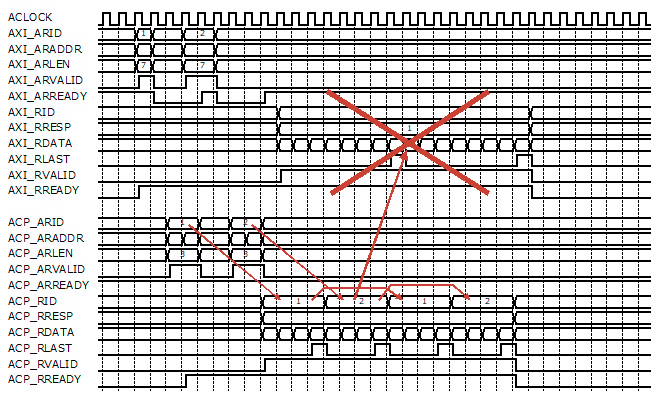 ACLOCK
AXI_ARID 1 2
AXI_ARADDR
AXI_ARLEN 7 7
AXI_ARVALID
AXI_ARREADY
AXI_RID
AXI_RRESP 1
AXI_RDATA
AXI_RLAST
AXI_RVALID
AXI_RREADY
ACP_ARID 1 2
ACP_ARADDR
ACP_ARLEN 3 3
ACP_ARVALID
ACP_ARREADY
ACP_RID 1 2 1 2
ACP_RRESP
ACP_RDATA
ACP_RLAST
ACP_RVALID
ACP_RREADY